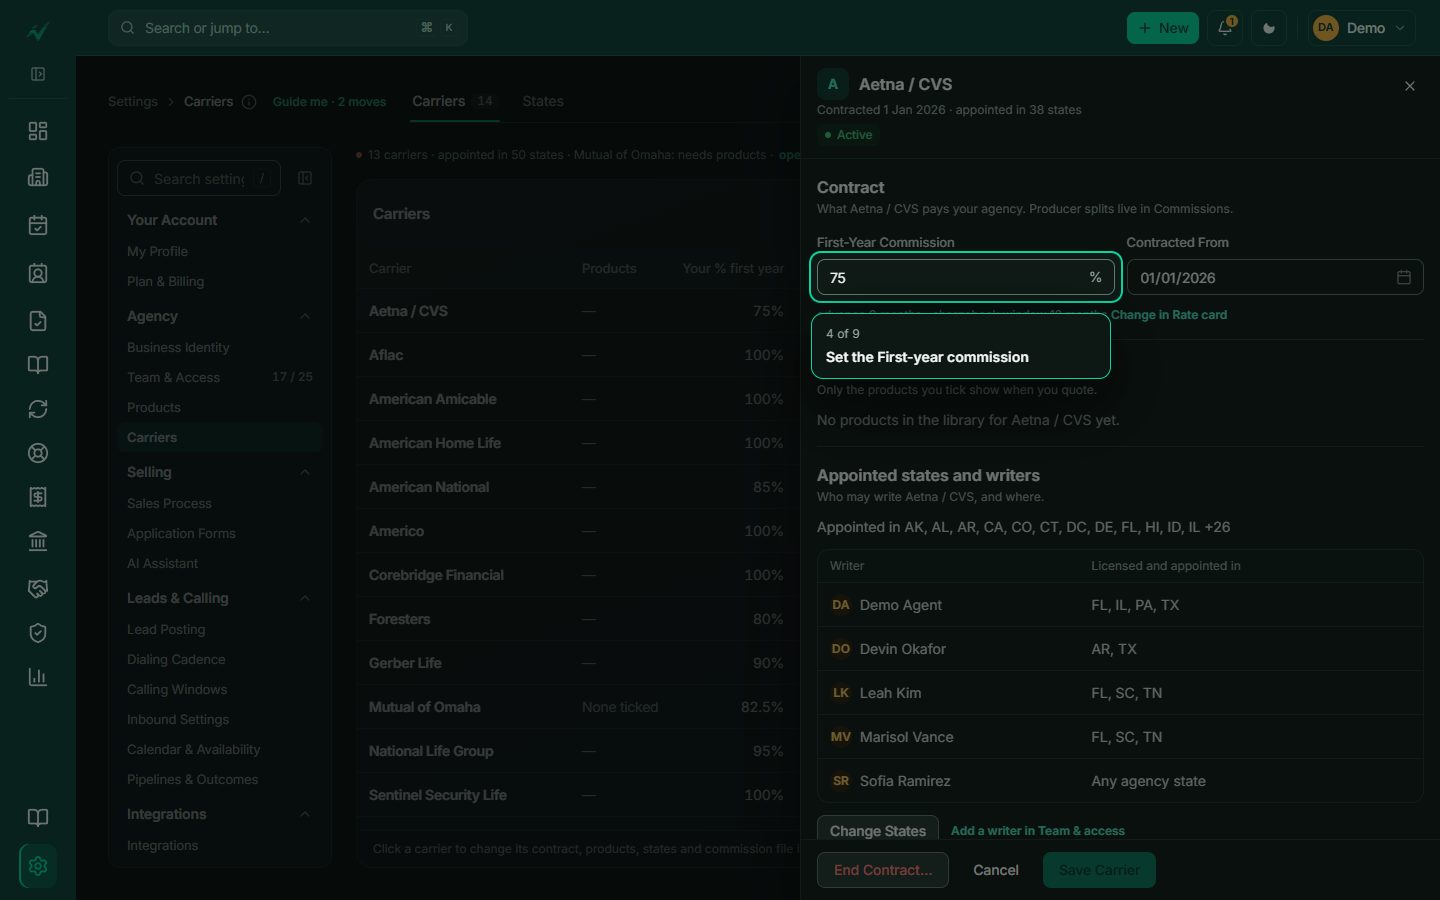 Search or jump to...
⌘ K
New
1
DA Demo
Settings > Carriers
Guide me · 2 moves
Carriers 14
States
Search settin /
Your Account
My Profile
Plan & Billing
Agency
Business Identity
Team & Access 17 / 25
Products
Carriers
Selling
Sales Process
Application Forms
AI Assistant
Leads & Calling
Lead Posting
Dialing Cadence
Calling Windows
Inbound Settings
Calendar & Availability
Pipelines & Outcomes
Integrations
Integrations
13 carriers · appointed in 50 states · Mutual of Omaha: needs products · ope
Carriers
Carrier Products Your % first year
Aetna / CVS — 75%
Aflac — 100%
American Amicable — 100%
American Home Life — 100%
American National — 85%
Americo — 100%
Corebridge Financial — 100%
Foresters — 80%
Gerber Life — 90%
Mutual of Omaha None ticked 82.5%
National Life Group — 95%
Sentinel Security Life — 100%
Click a carrier to change its contract, products, states and commission file i
A Aetna / CVS
Contracted 1 Jan 2026 · appointed in 38 states
Active
Contract
What Aetna / CVS pays your agency. Producer splits live in Commissions.
First-Year Commission
75 %
Contracted From
01/01/2026
Change in Rate card
4 of 9
Set the First-year commission
Only the products you tick show when you quote.
No products in the library for Aetna / CVS yet.
Appointed states and writers
Who may write Aetna / CVS, and where.
Appointed in AK, AL, AR, CA, CO, CT, DC, DE, FL, HI, ID, IL +26
Writer Licensed and appointed in
DA Demo Agent FL, IL, PA, TX
DO Devin Okafor AR, TX
LK Leah Kim FL, SC, TN
MV Marisol Vance FL, SC, TN
SR Sofia Ramirez Any agency state
Change States
Add a writer in Team & access
End Contract...
Cancel
Save Carrier